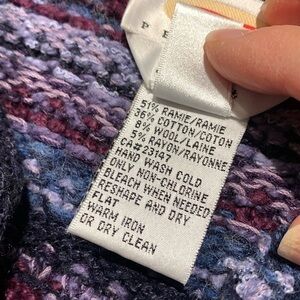 51% RAMIE/RAMIE
36% COTTON/COTON
8% WOOL/LAINE
5% RAYON/RAYONNE
CA#23147
HAND WASH COLD
ONLY NON-CHLORINE
BLEACH WHEN NEEDED
RESHAPE AND DRY
FLAT
WARM IRON
OR DRY CLEAN